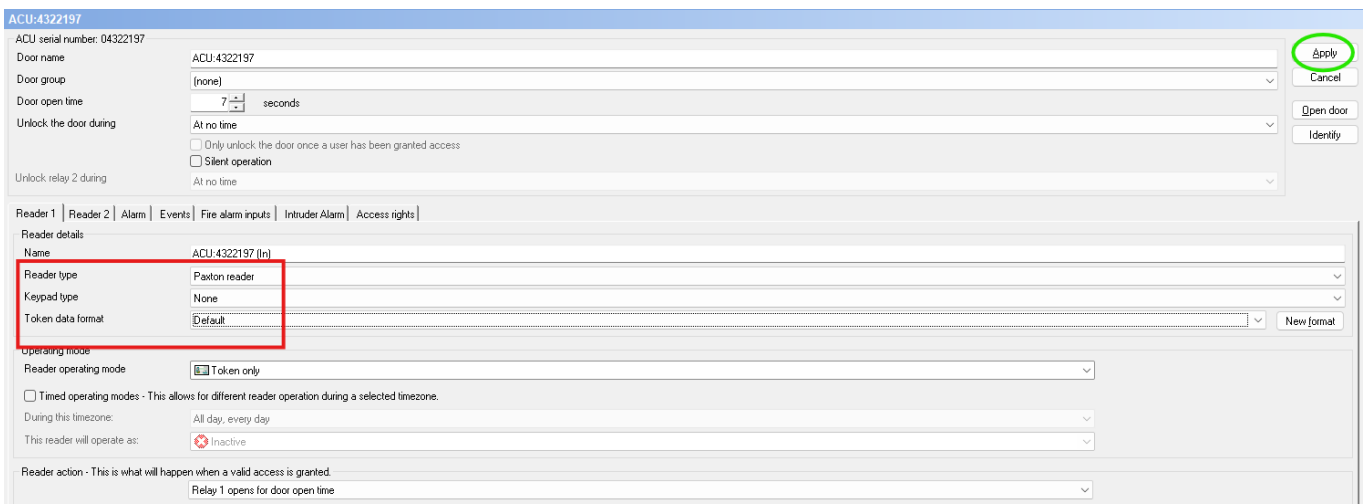 ACU:4322197
ACU serial number: 04322197
Door name ACU:4322197 Apply
Door group (none) Cancel
Door open time 7 seconds Open door
Unlock the door during At no time Identify
Only unlock the door once a user has been granted access
Silent operation
Unlock relay 2 during At no time
Reader 1 Reader 2 Alarm Events Fire alarm inputs Intruder Alarm Access rights
Reader details
Name ACU:4322197 (In)
Reader type Paxton reader
Keypad type None
Token data format Default New format
Operating mode
Reader operating mode Token only
Timed operating modes - This allows for different reader operation during a selected timezone.
During this timezone: All day, every day
This reader will operate as: Inactive
Reader action - This is what will happen when a valid access is granted.
Relay 1 opens for door open time